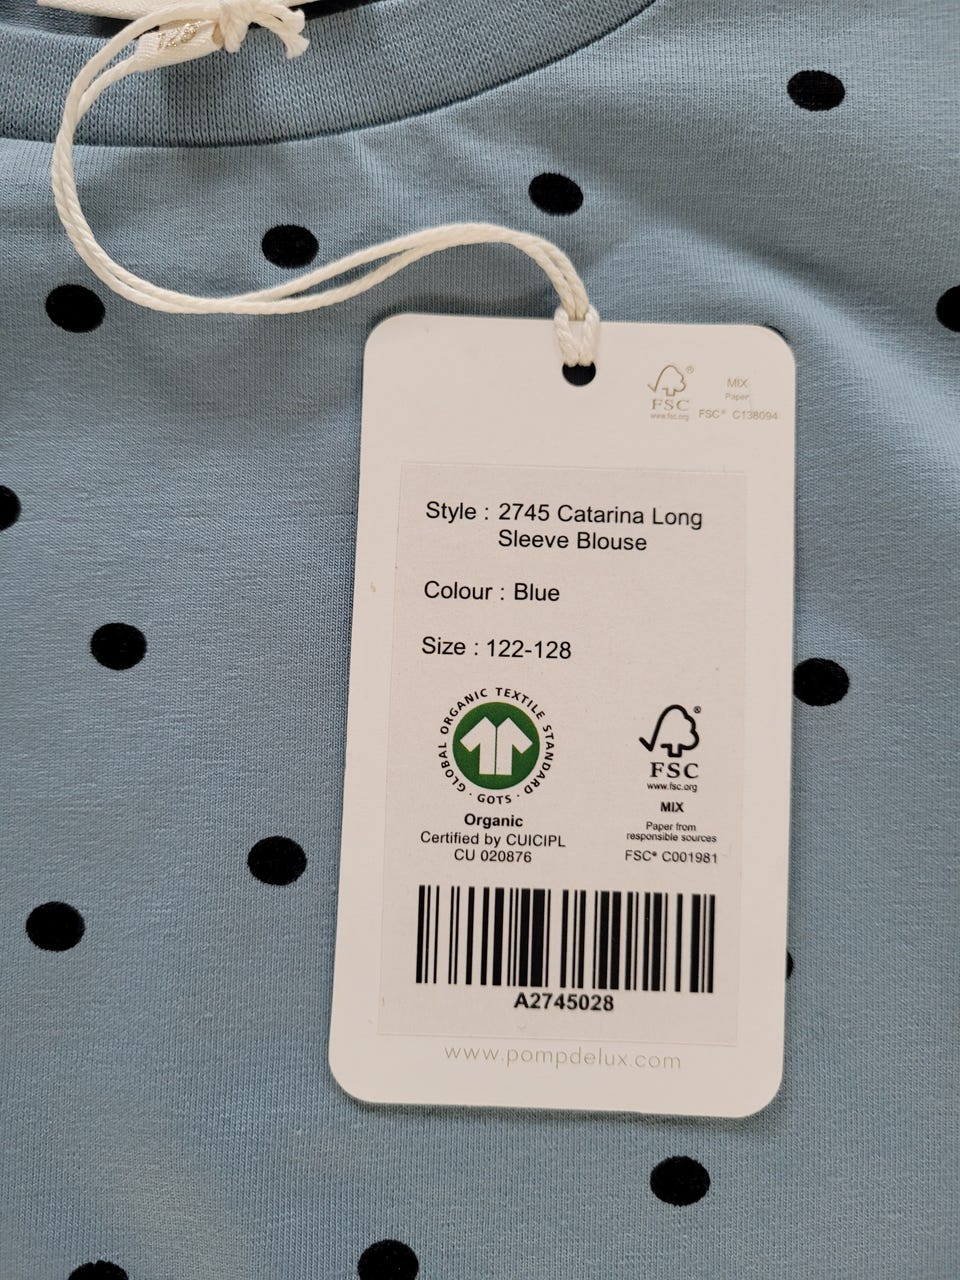 FSC®
www.fsc.org
MIX
Paper
FSC® C138094
Style : 2745 Catarina Long
Sleeve Blouse
Colour : Blue
Size : 122-128
GLOBAL ORGANIC TEXTILE STANDARD · GOTS ·
Organic
Certified by CUICIPL
CU 020876
®
FSC
www.fsc.org
MIX
Paper from
responsible sources
FSC® C001981
A2745028
www.pompdelux.com